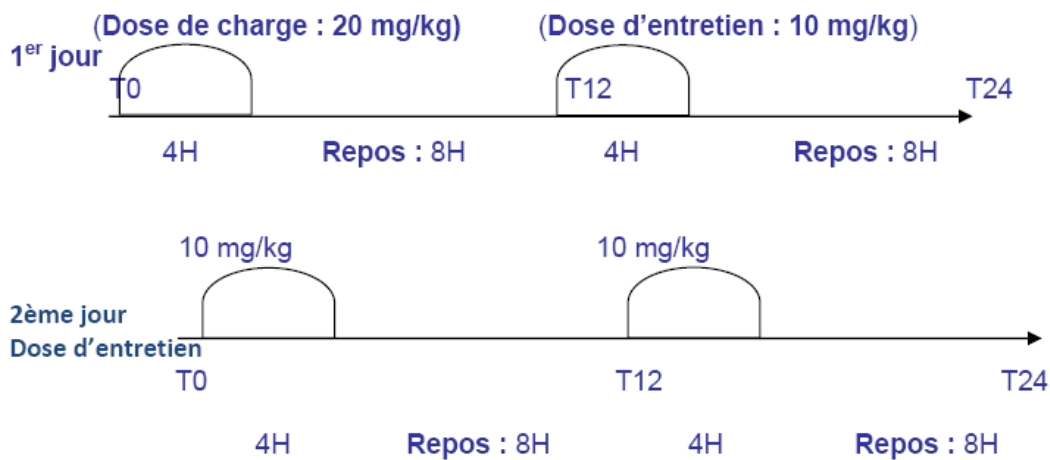 (Dose de charge : 20 mg/kg) (Dose d’entretien : 10 mg/kg)
1er jour
T0 T12 T24
4H Repos : 8H 4H Repos : 8H
10 mg/kg 10 mg/kg
2ème jour
Dose d’entretien
T0 T12 T24
4H Repos : 8H 4H Repos : 8H